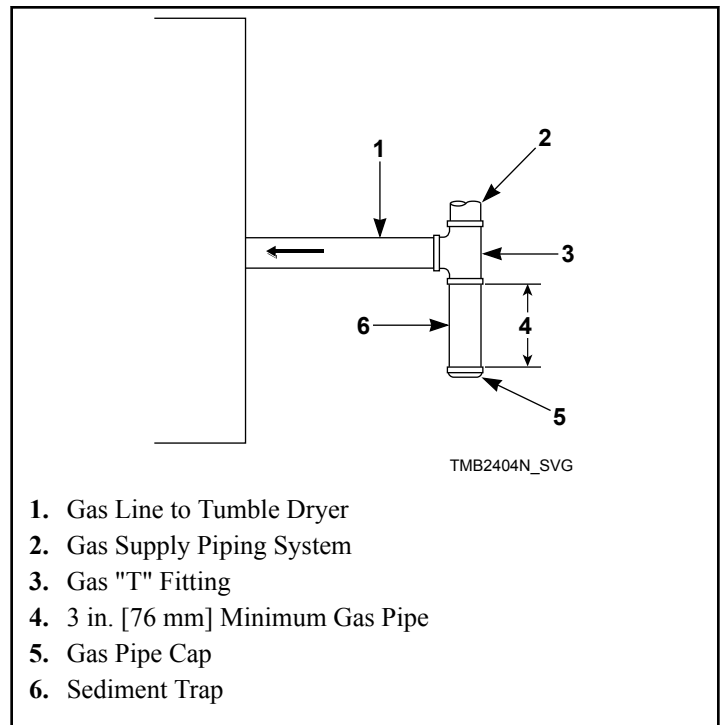 1
2
3
6
4
5
TMB2404N_SVG
1. Gas Line to Tumble Dryer
2. Gas Supply Piping System
3. Gas "T" Fitting
4. 3 in. [76 mm] Minimum Gas Pipe
5. Gas Pipe Cap
6. Sediment Trap